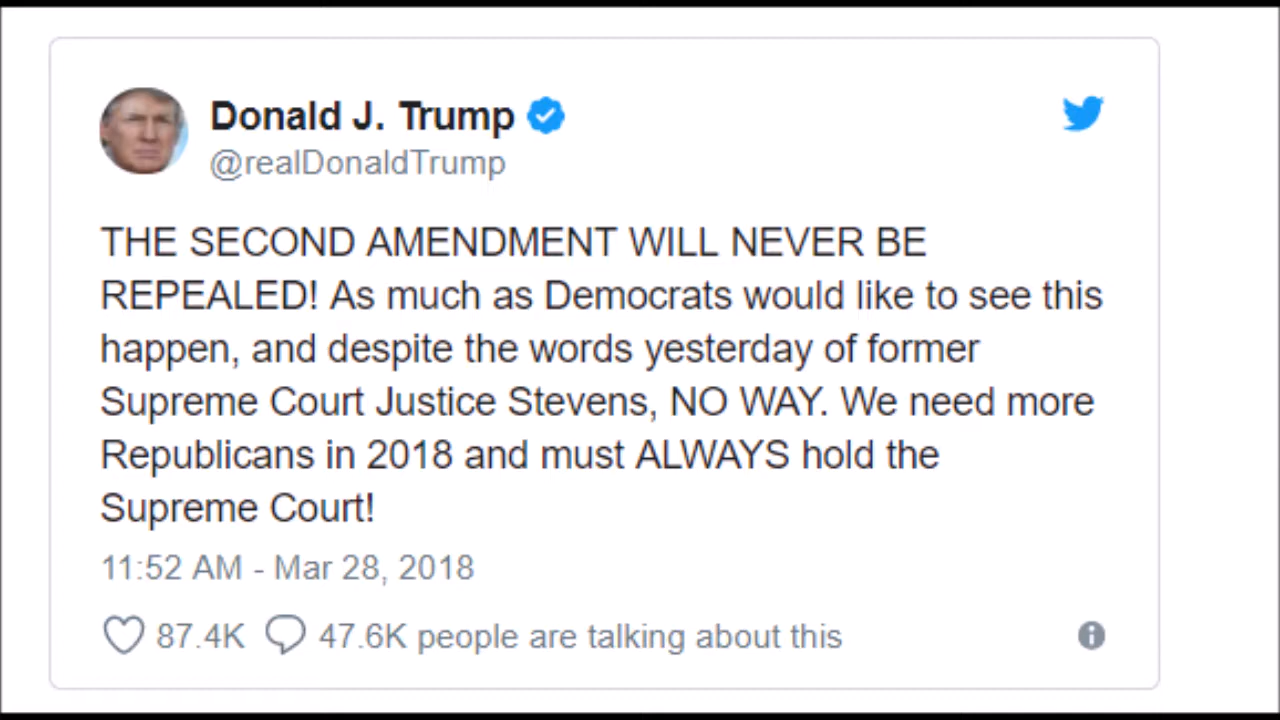 Donald J. Trump
@realDonaldTrump
THE SECOND AMENDMENT WILL NEVER BE
REPEALED! As much as Democrats would like to see this
happen, and despite the words yesterday of former
Supreme Court Justice Stevens, NO WAY. We need more
Republicans in 2018 and must ALWAYS hold the
Supreme Court!
11:52 AM - Mar 28, 2018
87.4K 47.6K people are talking about this